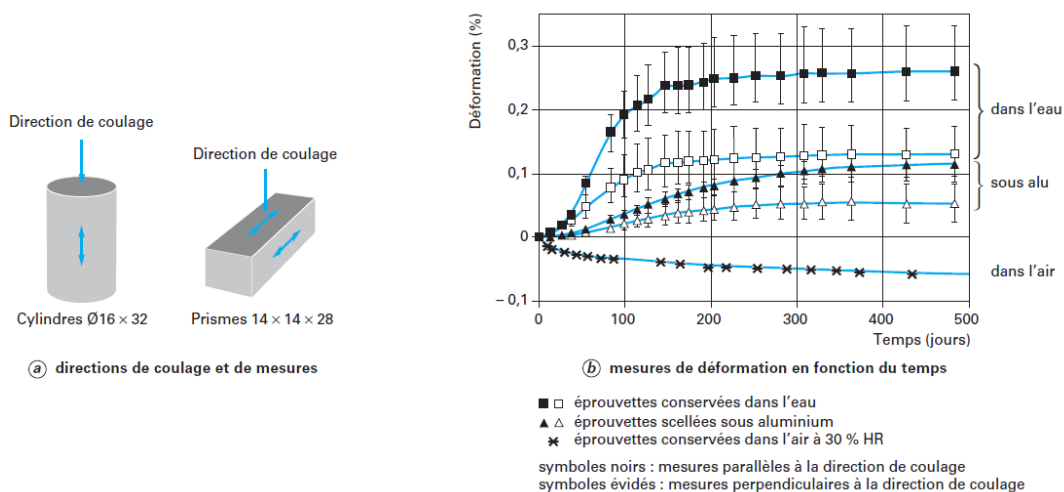 Direction de coulage
Direction de coulage
Cylindres Ø16 × 32
Prismes 14 × 14 × 28
a directions de coulage et de mesures
Déformation (%)
0,3
0,2
0,1
0
– 0,1
0
100
200
300
400
500
Temps (jours)
dans l'eau
sous alu
dans l'air
b mesures de déformation en fonction du temps
éprouvettes conservées dans l'eau
éprouvettes scellées sous aluminium
éprouvettes conservées dans l'air à 30 % HR
symboles noirs : mesures parallèles à la direction de coulage
symboles évidés : mesures perpendiculaires à la direction de coulage